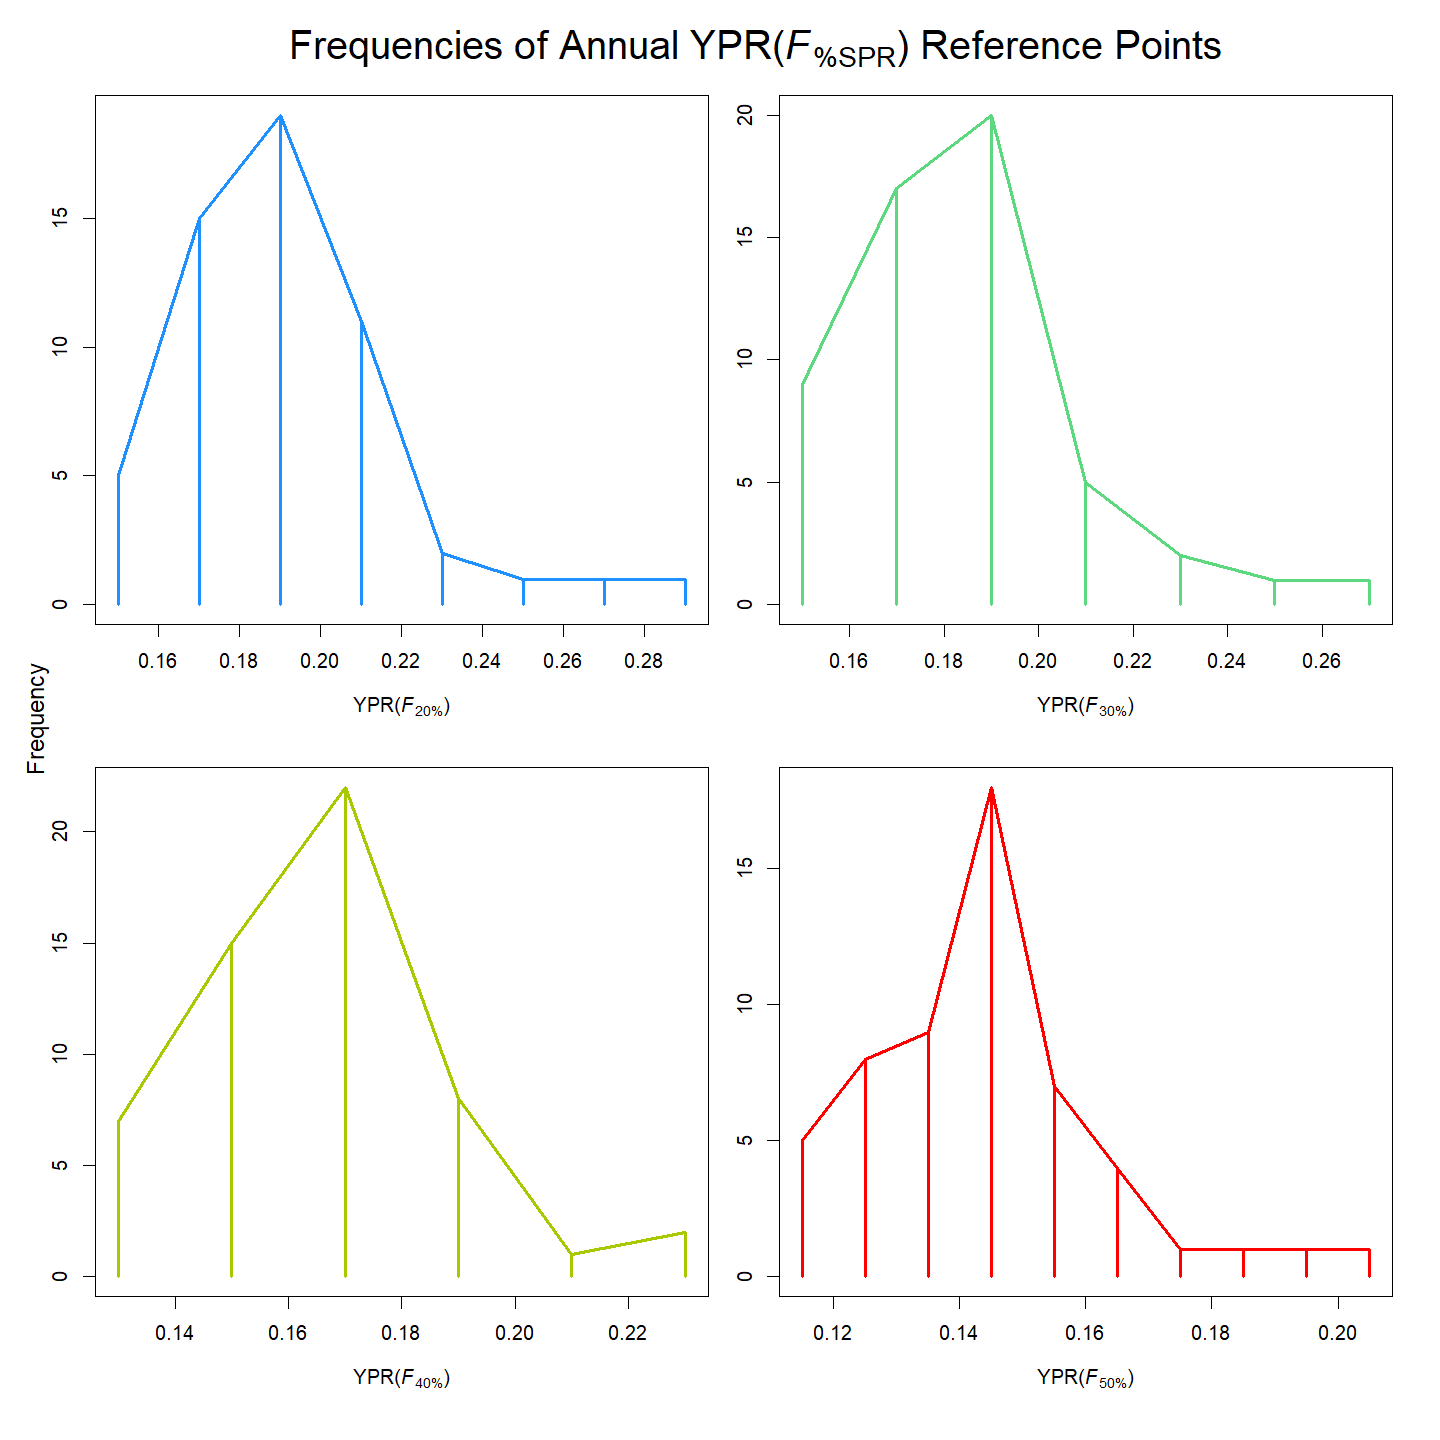 Frequencies of Annual YPR(F%SPR) Reference Points
Frequency
0 5 10 15
0.16 0.18 0.20 0.22 0.24 0.26 0.28
YPR(F20%)
0 5 10 15 20
0.16 0.18 0.20 0.22 0.24 0.26
YPR(F30%)
0 5 10 15 20
0.14 0.16 0.18 0.20 0.22
YPR(F40%)
0 5 10 15
0.12 0.14 0.16 0.18 0.20
YPR(F50%)